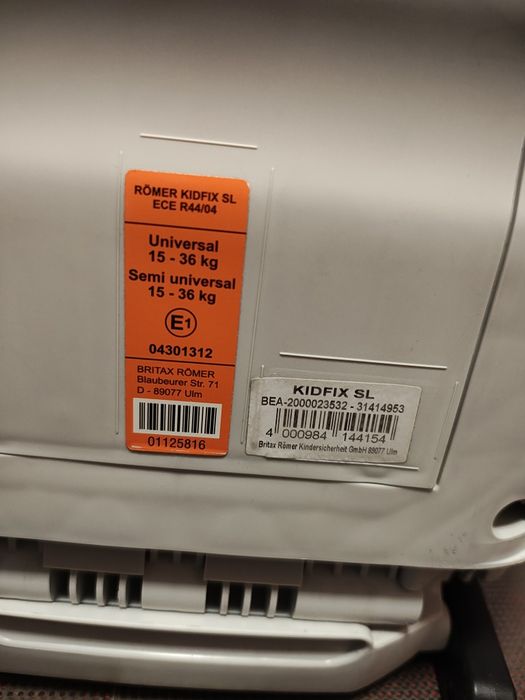 RÖMER KIDFIX SL
ECE R44/04
Universal
15 - 36 kg
Semi universal
15 - 36 kg
E1
04301312
BRITAX RÖMER
Blaubeurer Str. 71
D - 89077 Ulm
01125816
KIDFIX SL
BEA-2000023532 - 31414953
4 000984 144154
Britax Römer Kindersicherheit GmbH 89077 Ulm